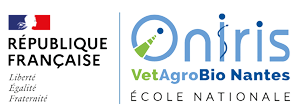 RÉPUBLIQUE
FRANÇAISE
Liberté
Égalité
Fraternité
Oniris
VetAgroBio Nantes
ÉCOLE NATIONALE